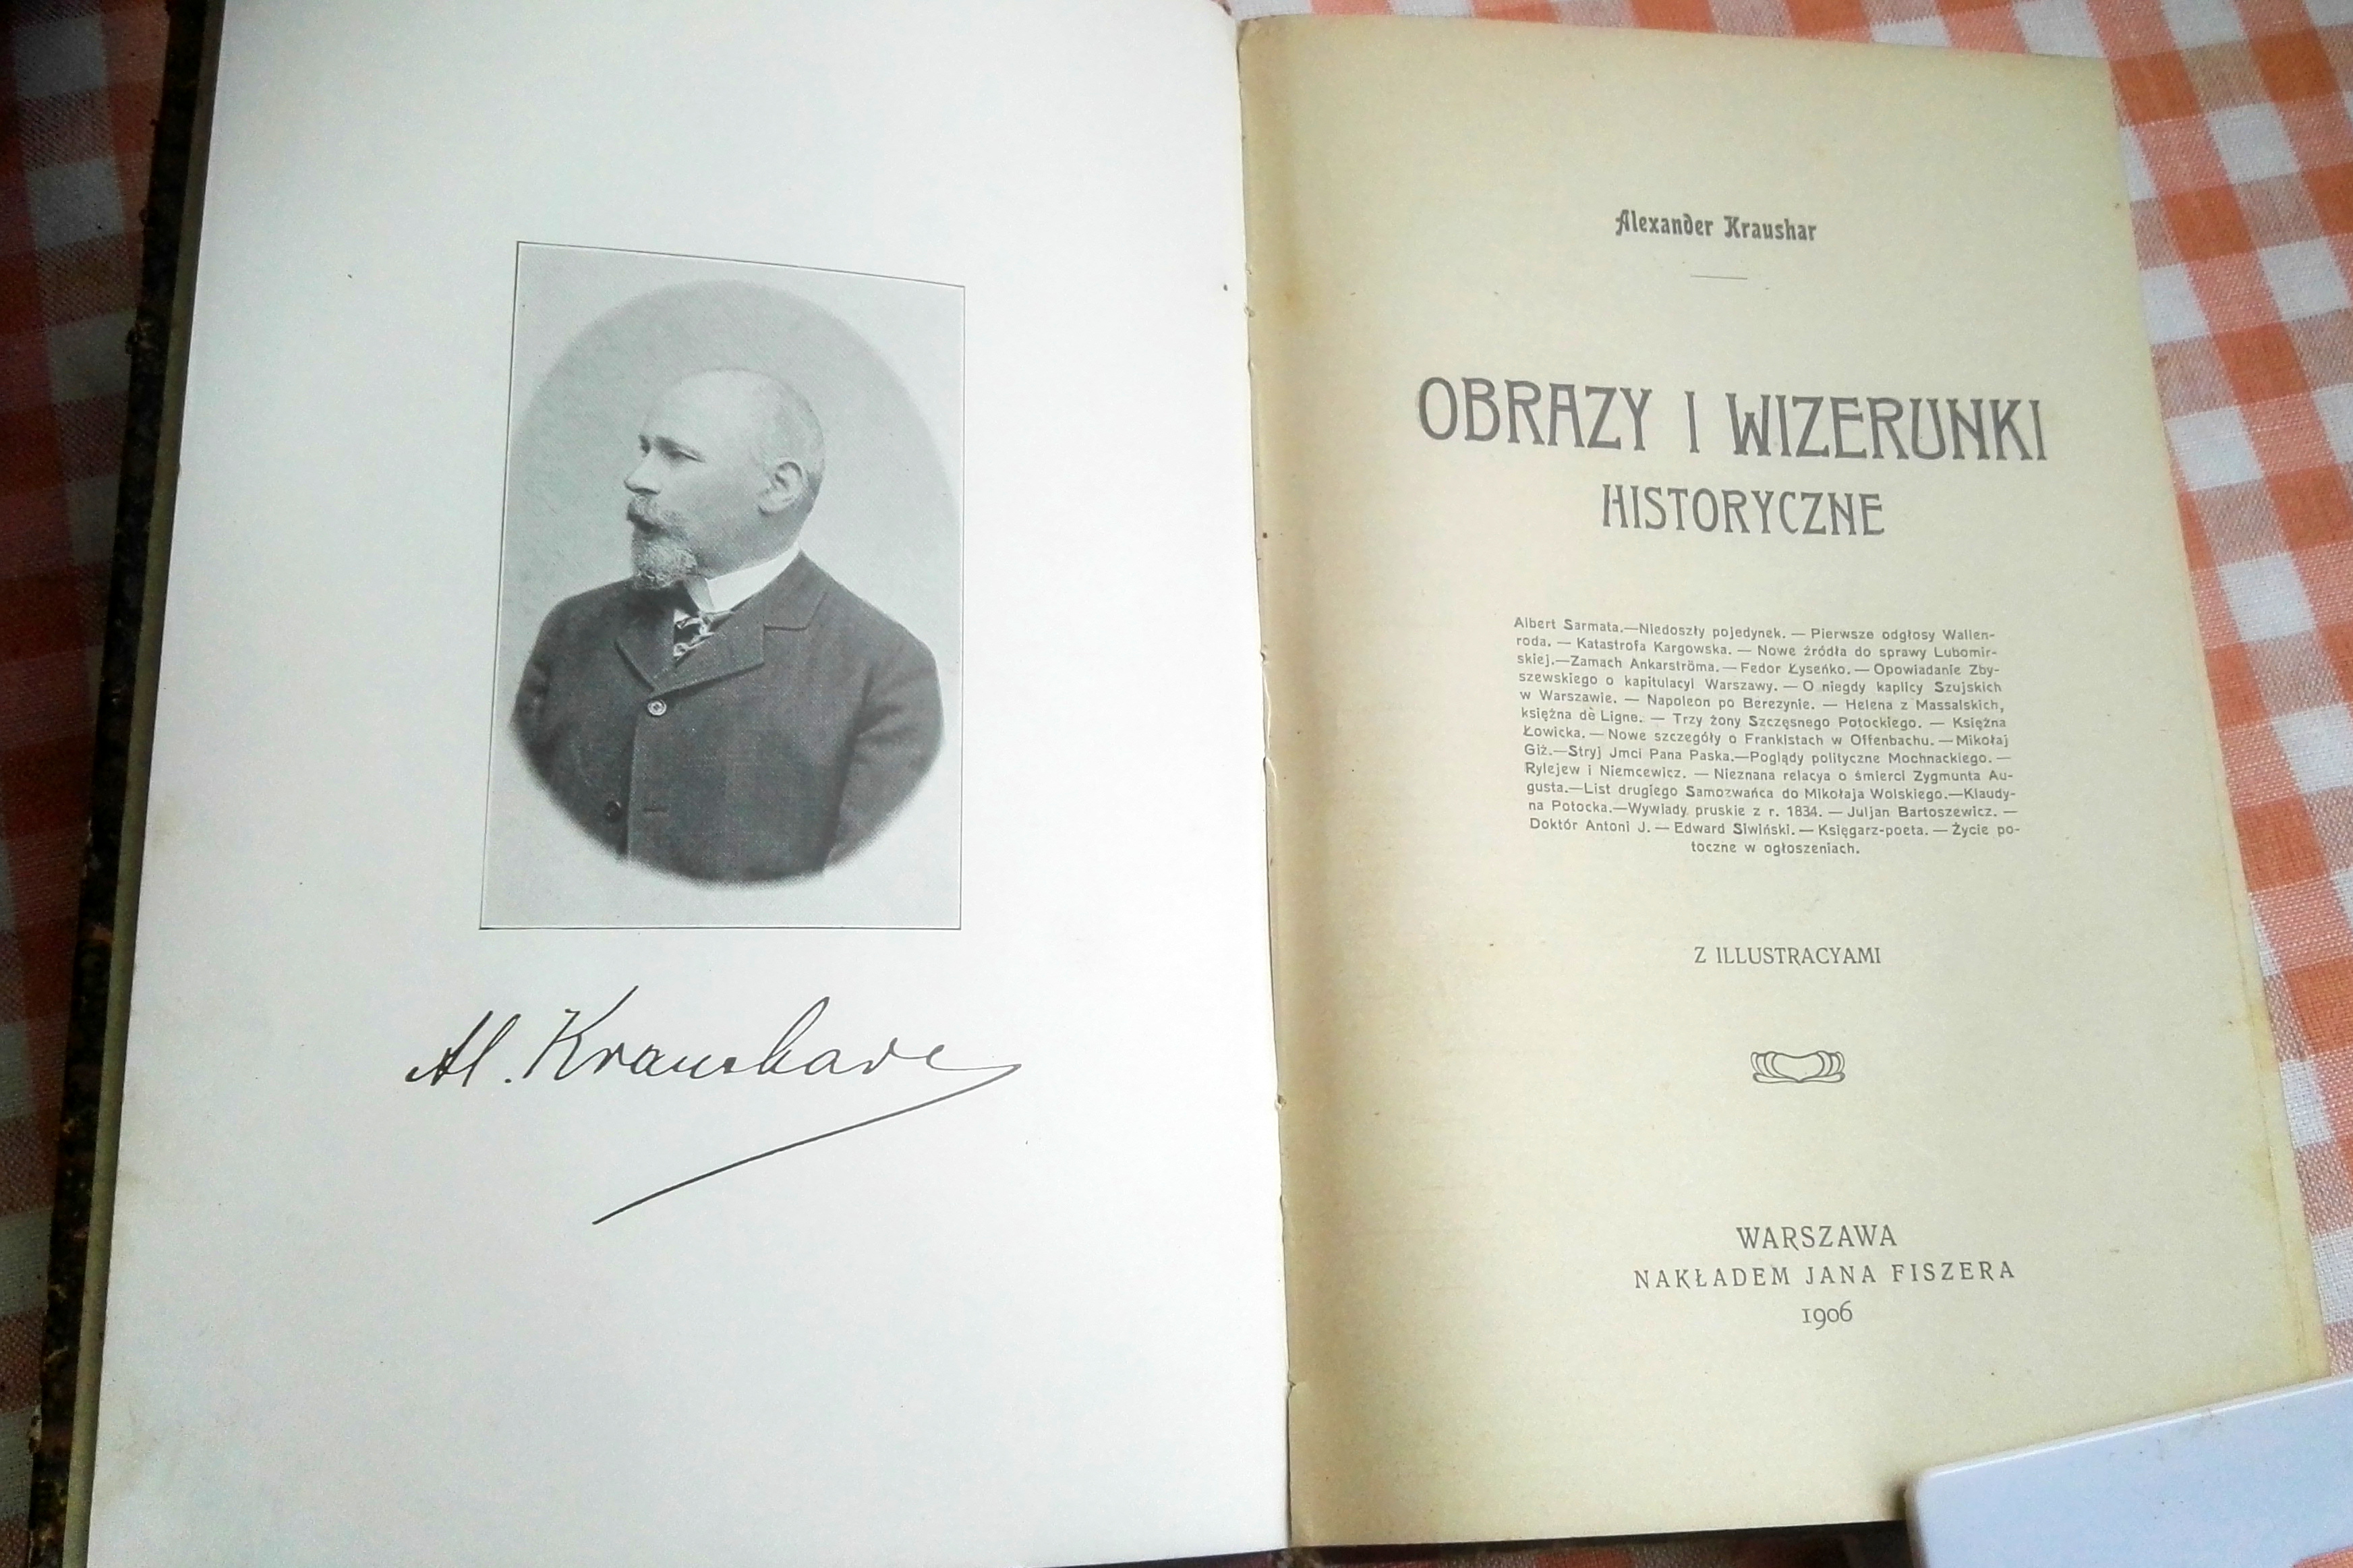 Al. Kraushar
Alexander Kraushar
OBRAZY I WIZERUNKI
HISTORYCZNE
Albert Sarmata.—Niedoszły pojedynek. — Pierwsze odgłosy Wallen-
roda. — Katastrofa Kargowska. — Nowe źródła do sprawy Lubomir-
skiej.—Zamach Ankarströma. — Fedor Łyseńko. — Opowiadanie Zby-
szewskiego o kapitulacyi Warszawy. — O niegdy kaplicy Szujskich
w Warszawie. — Napoleon po Berezynie. — Helena z Massalskich,
księżna dè Ligne. — Trzy żony Szczęsnego Potockiego. — Księżna
Łowicka. — Nowe szczegóły o Frankistach w Offenbachu. — Mikołaj
Giż.—Stryj Jmci Pana Paska.—Poglądy polityczne Mochnackiego. —
Rylejew i Niemcewicz. — Nieznana relacya o śmierci Zygmunta Au-
gusta.—List drugiego Samozwańca do Mikołaja Wolskiego.—Klaudy-
na Potocka.—Wywiady pruskie z r. 1834. — Juljan Bartoszewicz. —
Doktór Antoni J. — Edward Siwiński. — Księgarz-poeta. — Życie po-
toczne w ogłoszeniach.
Z ILLUSTRACYAMI
WARSZAWA
NAKŁADEM JANA FISZERA
1906